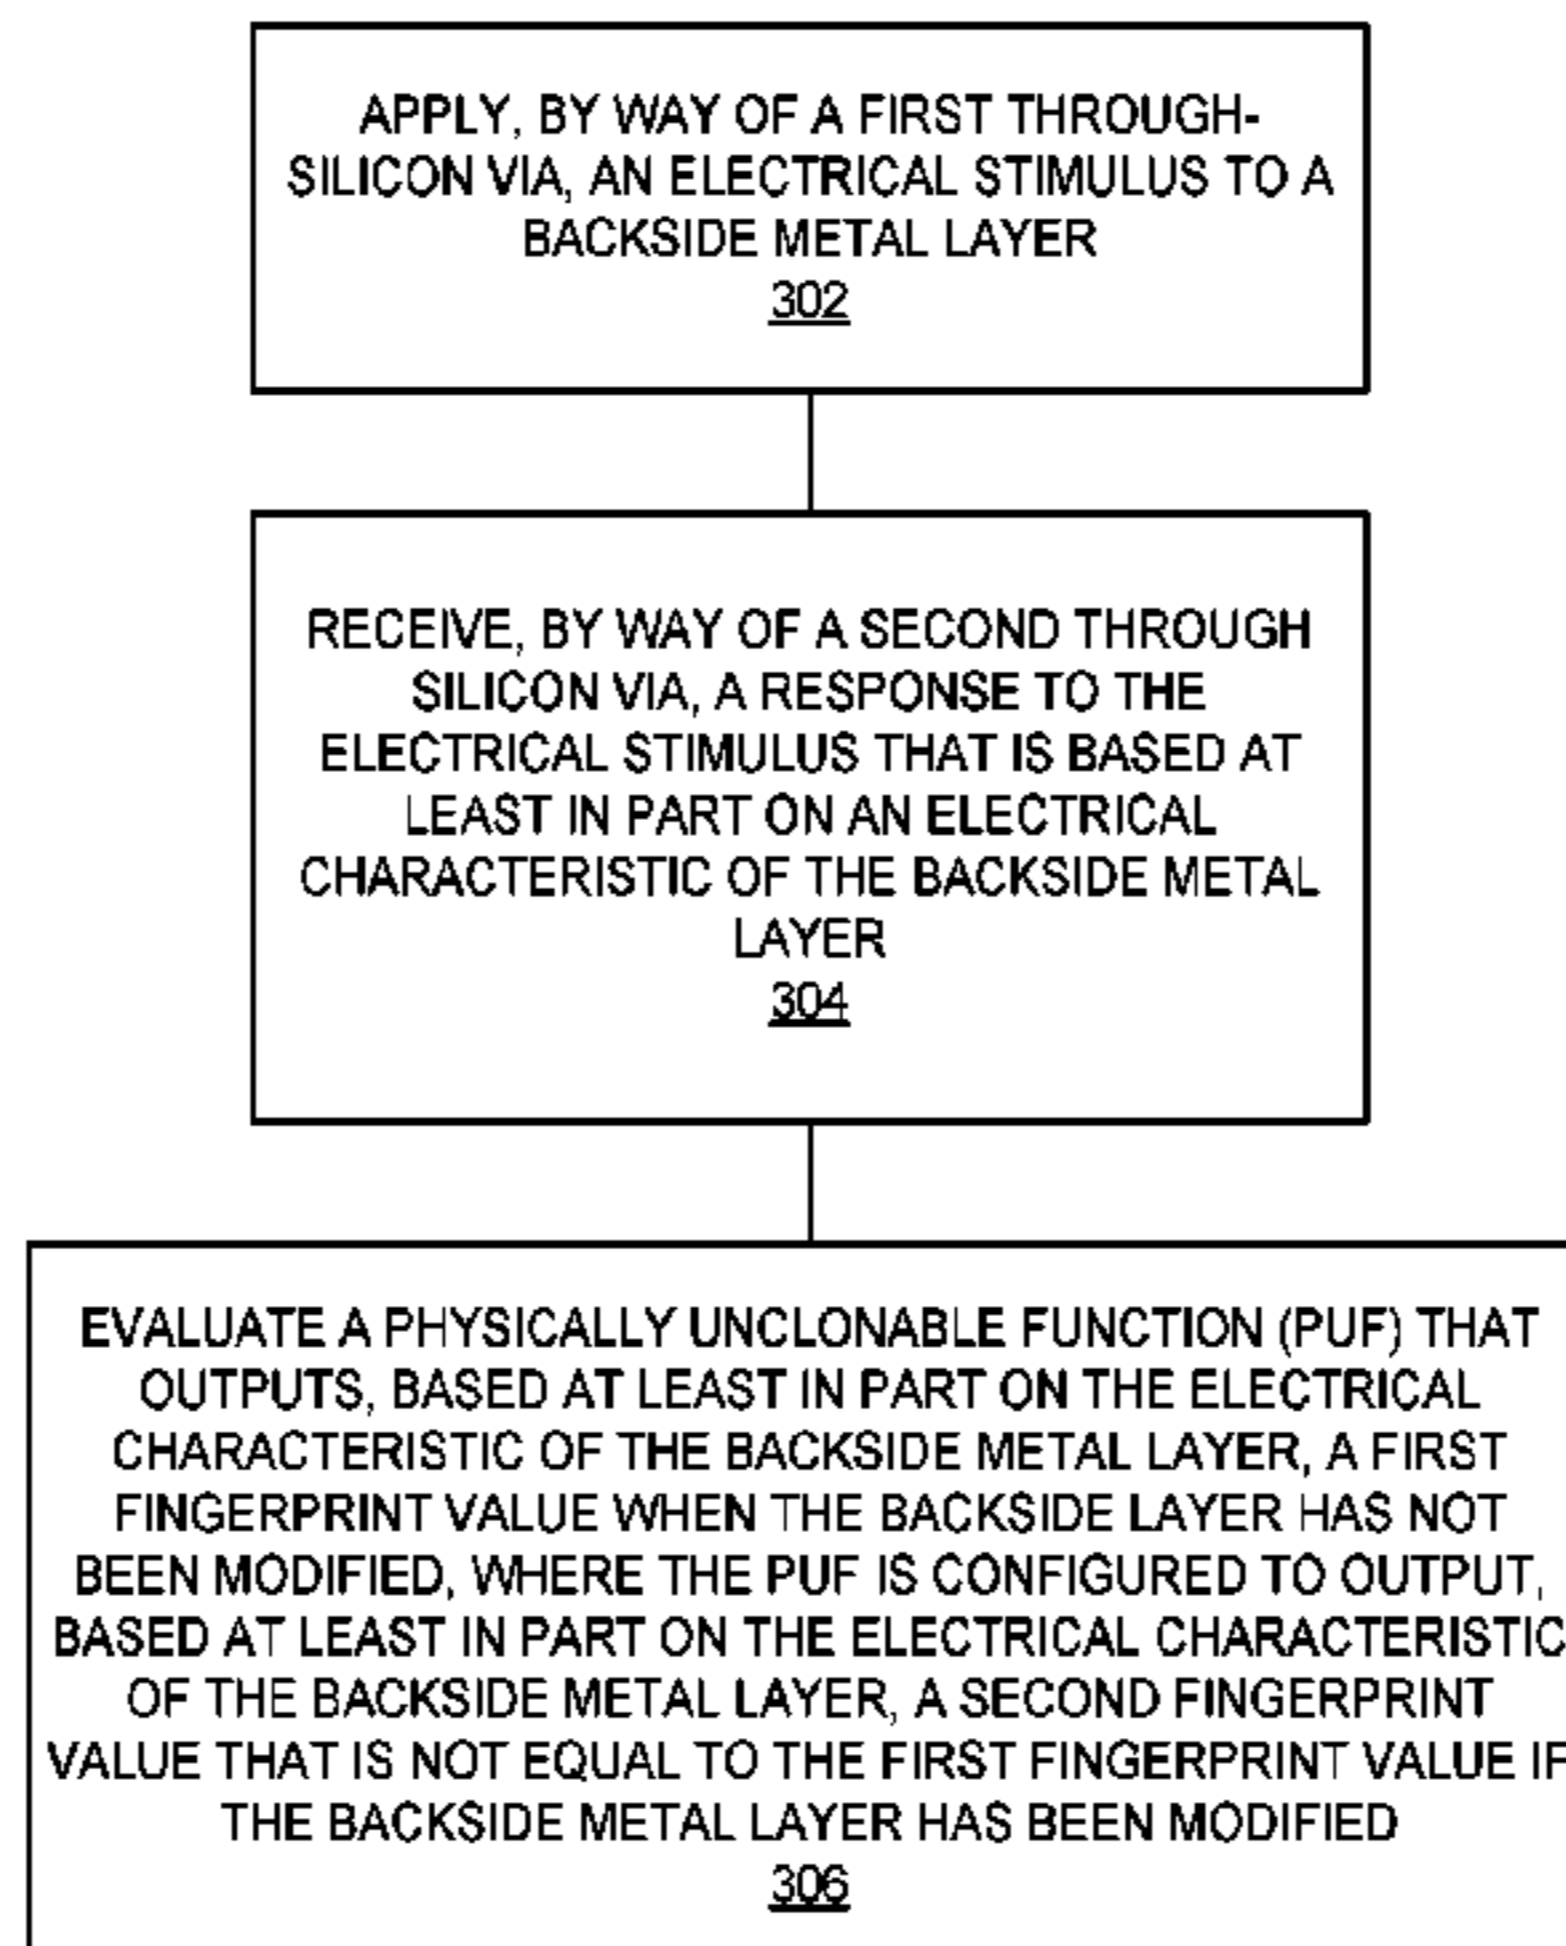 APPLY, BY WAY OF A FIRST THROUGH-
SILICON VIA, AN ELECTRICAL STIMULUS TO A
BACKSIDE METAL LAYER
302
RECEIVE, BY WAY OF A SECOND THROUGH
SILICON VIA, A RESPONSE TO THE
ELECTRICAL STIMULUS THAT IS BASED AT
LEAST IN PART ON AN ELECTRICAL
CHARACTERISTIC OF THE BACKSIDE METAL
LAYER
304
EVALUATE A PHYSICALLY UNCLONABLE FUNCTION (PUF) THAT
OUTPUTS, BASED AT LEAST IN PART ON THE ELECTRICAL
CHARACTERISTIC OF THE BACKSIDE METAL LAYER, A FIRST
FINGERPRINT VALUE WHEN THE BACKSIDE LAYER HAS NOT
BEEN MODIFIED, WHERE THE PUF IS CONFIGURED TO OUTPUT,
BASED AT LEAST IN PART ON THE ELECTRICAL CHARACTERISTIC
OF THE BACKSIDE METAL LAYER, A SECOND FINGERPRINT
VALUE THAT IS NOT EQUAL TO THE FIRST FINGERPRINT VALUE IF
THE BACKSIDE METAL LAYER HAS BEEN MODIFIED
306